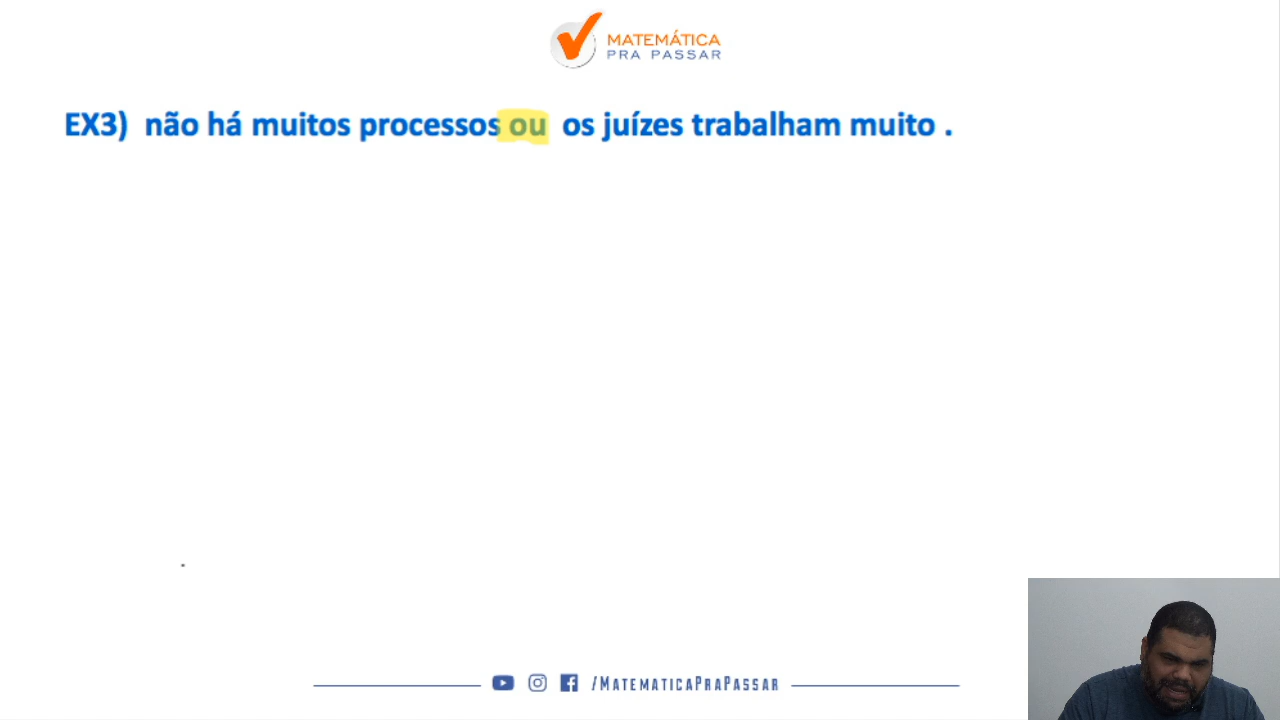 MATEMÁTICA
PRA PASSAR
EX3) não há muitos processos ou os juízes trabalham muito .
/MATEMATICAPRAPASSAR